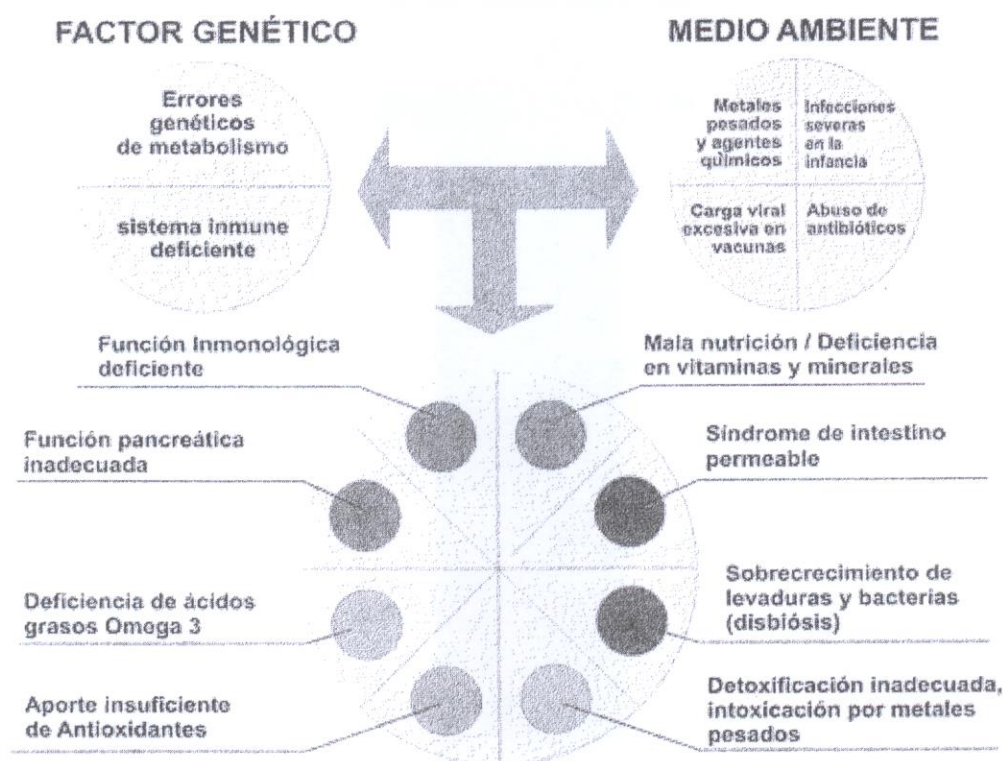 FACTOR GENÉTICO
MEDIO AMBIENTE
Errores
genéticos
de metabolismo
sistema inmune
deficiente
Metales
pesados
y agentes
químicos
Infecciones
severas
en la
infancia
Carga viral
excesiva en
vacunas
Abuso de
antibióticos
Función Inmonológica
deficiente
Mala nutrición / Deficiencia
en vitaminas y minerales
Función pancreática
inadecuada
Síndrome de intestino
permeable
Deficiencia de ácidos
grasos Omega 3
Sobrecrecimiento de
levaduras y bacterias
(disbiósis)
Aporte insuficiente
de Antioxidantes
Detoxificación inadecuada,
intoxicación por metales
pesados